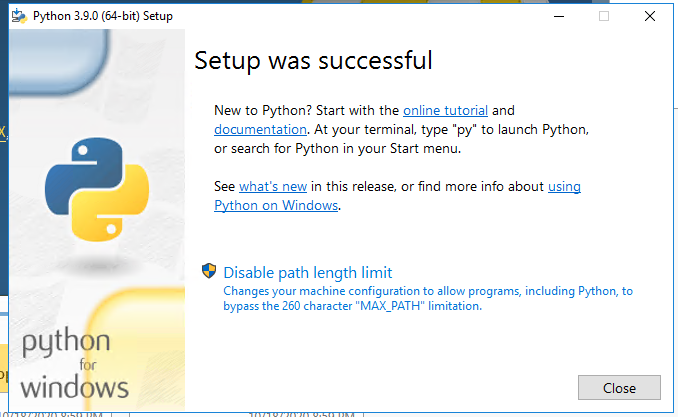 Python 3.9.0 (64-bit) Setup
Setup was successful
New to Python? Start with the online tutorial and
documentation. At your terminal, type "py" to launch Python,
or search for Python in your Start menu.
See what's new in this release, or find more info about using
Python on Windows.
Disable path length limit
Changes your machine configuration to allow programs, including Python, to
bypass the 260 character "MAX_PATH" limitation.
python
for
windows
Close